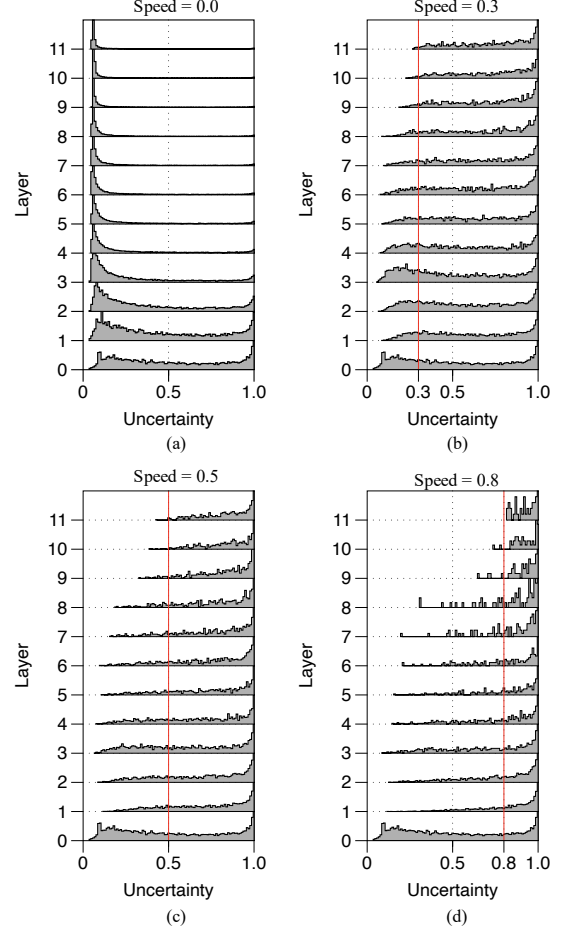 Speed = 0.0
11
10
9
8
7
6
5
4
3
2
1
0
Layer
0 0.5 1.0
Uncertainty
(a)
Speed = 0.3
11
10
9
8
7
6
5
4
3
2
1
0
Layer
0 0.3 0.5 1.0
Uncertainty
(b)
Speed = 0.5
11
10
9
8
7
6
5
4
3
2
1
0
Layer
0 0.5 1.0
Uncertainty
(c)
Speed = 0.8
11
10
9
8
7
6
5
4
3
2
1
0
Layer
0 0.5 0.8 1.0
Uncertainty
(d)